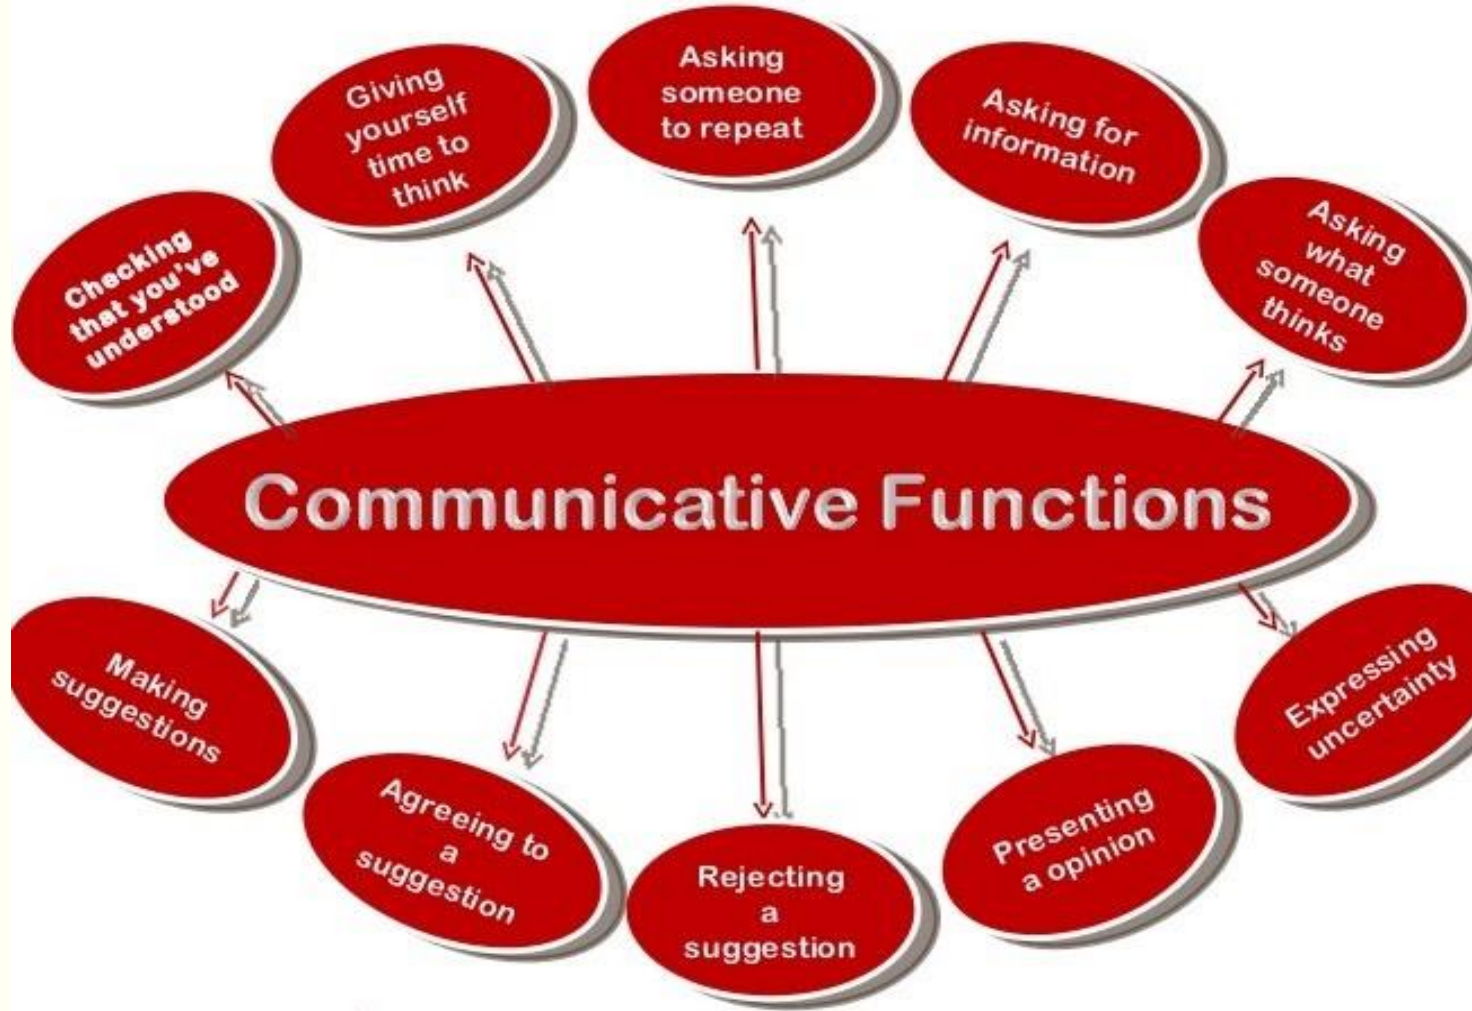 Asking
someone
to repeat
Giving
yourself
time to
think
Asking for
information
Checking
that you've
understood
Asking
what
someone
thinks
Communicative Functions
Making
suggestions
Expressing
uncertainty
Agreeing to
a
suggestion
Presenting
a opinion
Rejecting
a
suggestion